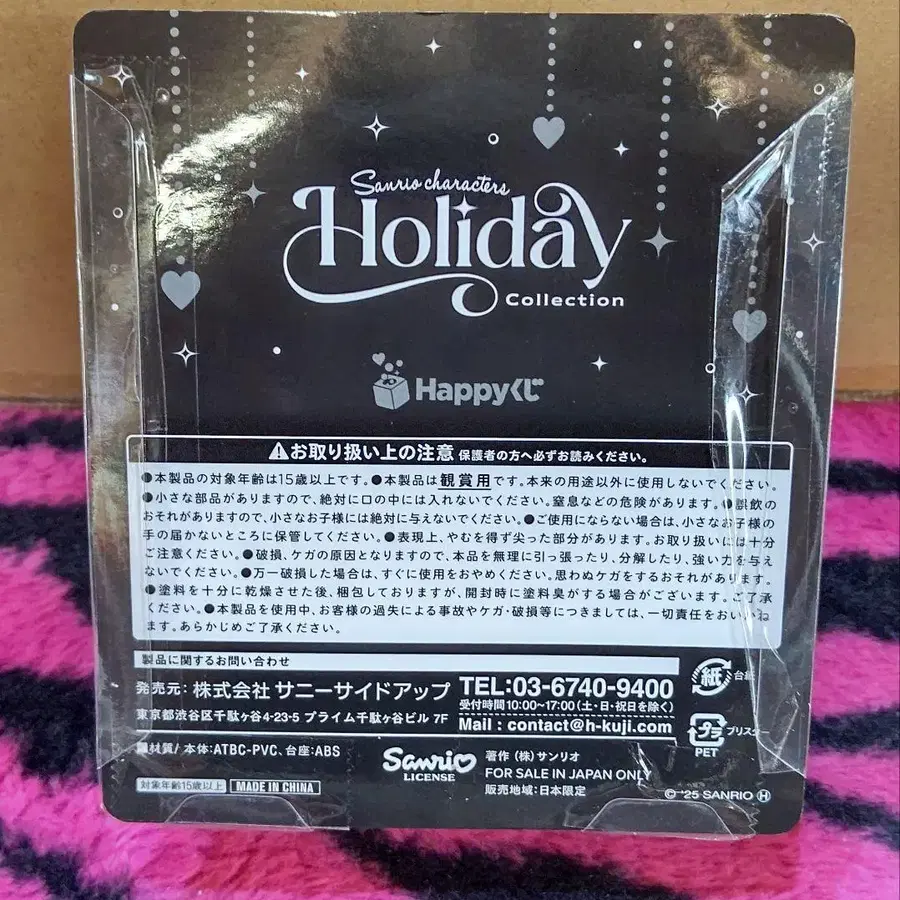 Sanrio characters
Holiday
Collection
Happyくじ
⚠お取り扱い上の注意 保護者の方へ必ずお読みください。
●本製品の対象年齢は15歳以上です。●本製品は観賞用です。本来の用途以外に使用しないでください。
●小さな部品がありますので、絶対に口の中には入れないでください。窒息などの危険があります。●誤飲の
おそれがありますので、小さなお子様には絶対に与えないでください。●ご使用にならない場合は、小さなお子様の
手の届かないところに保管してください。●表現上、やむを得ず尖った部分があります。お取り扱いには十分
ご注意ください。●破損、ケガの原因となりますので、本品を無理に引っ張ったり、分解したり、強い力を与え
ないでください。●万一破損した場合は、すぐに使用をおやめください。思わぬケガをするおそれがあります。
●塗料を十分に乾燥させた後、梱包しておりますが、開封時に塗料臭がする場合がございます。ご了承
ください。●本製品を使用中、お客様の過失による事故やケガ・破損等につきましては、一切責任をおいね
ます。あらかじめご了承ください。
製品に関するお問い合わせ
発売元：株式会社 サニーサイドアップ
東京都渋谷区千駄ヶ谷4-23-5 プライム千駄ヶ谷ビル 7F
TEL:03-6740-9400
受付時間10:00~17:00(土・日・祝日を除く)
Mail : contact@h-kuji.com
紙 台紙
プラ ブリスター
PET
材質/ 本体:ATBC-PVC、台座:ABS
対象年齢15歳以上
MADE IN CHINA
Sanrio
LICENSE
著作 (株)サンリオ
FOR SALE IN JAPAN ONLY
販売地域:日本限定
© '25 SANRIO Ⓗ